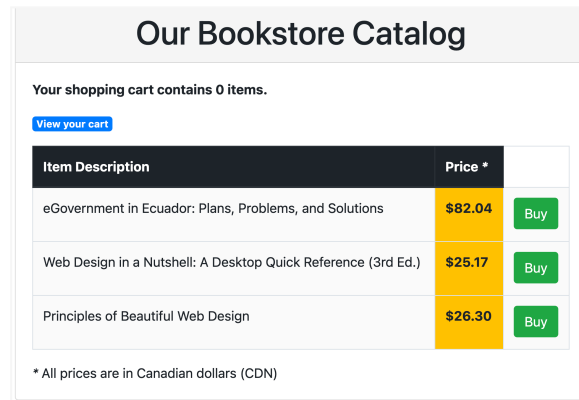 Our Bookstore Catalog
Your shopping cart contains 0 items.
View your cart
Item Description Price *
eGovernment in Ecuador: Plans, Problems, and Solutions $82.04 Buy
Web Design in a Nutshell: A Desktop Quick Reference (3rd Ed.) $25.17 Buy
Principles of Beautiful Web Design $26.30 Buy
* All prices are in Canadian dollars (CDN)